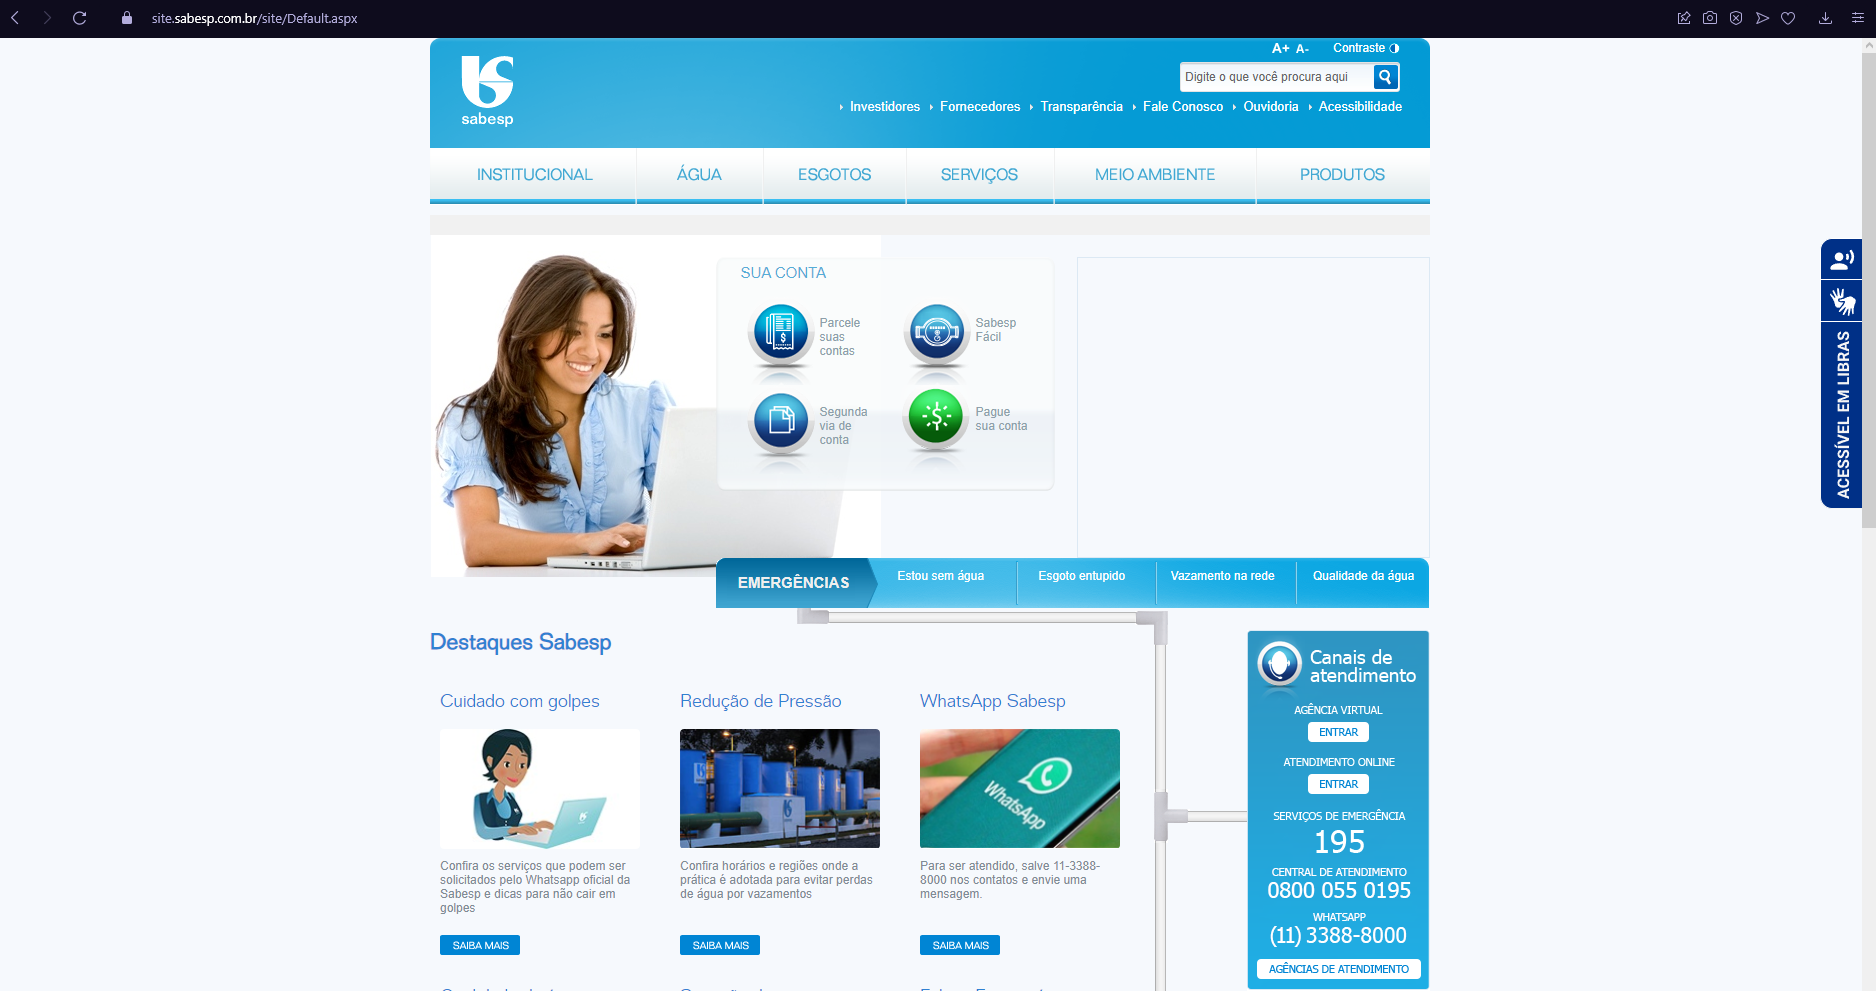 site.sabesp.com.br/site/Default.aspx
A+ A- Contraste
Digite o que você procura aqui
sabesp
Investidores Fornecedores Transparência Fale Conosco Ouvidoria Acessibilidade
INSTITUCIONAL ÁGUA ESGOTOS SERVIÇOS MEIO AMBIENTE PRODUTOS
SUA CONTA
Parcele
suas
contas
Sabesp
Fácil
Segunda
via de
conta
Pague
sua conta
ACESSÍVEL EM LIBRAS
EMERGÊNCIAS Estou sem água Esgoto entupido Vazamento na rede Qualidade da água
Destaques Sabesp
Cuidado com golpes
Confira os serviços que podem ser
solicitados pelo Whatsapp oficial da
Sabesp e dicas para não cair em
golpes
SAIBA MAIS
Redução de Pressão
Confira horários e regiões onde a
prática é adotada para evitar perdas
de água por vazamentos
SAIBA MAIS
WhatsApp Sabesp
WhatsApp
Para ser atendido, salve 11-3388-
8000 nos contatos e envie uma
mensagem.
SAIBA MAIS
Canais de
atendimento
AGÊNCIA VIRTUAL
ENTRAR
ATENDIMENTO ONLINE
ENTRAR
SERVIÇOS DE EMERGÊNCIA
195
CENTRAL DE ATENDIMENTO
0800 055 0195
WHATSAPP
(11) 3388-8000
AGÊNCIAS DE ATENDIMENTO